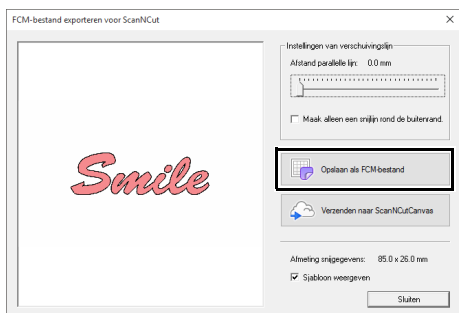 FCM-bestand exporteren voor ScanNCut
Smile
Instellingen van verschuivingslijn
Afstand parallelle lijn: 0.0 mm
Maak alleen een snijlijn rond de buitenrand.
Opslaan als FCM-bestand
Verzenden naar ScanNCutCanvas
Afmeting snijgegevens: 85.0 x 26.0 mm
Sjabloon weergeven
Sluiten